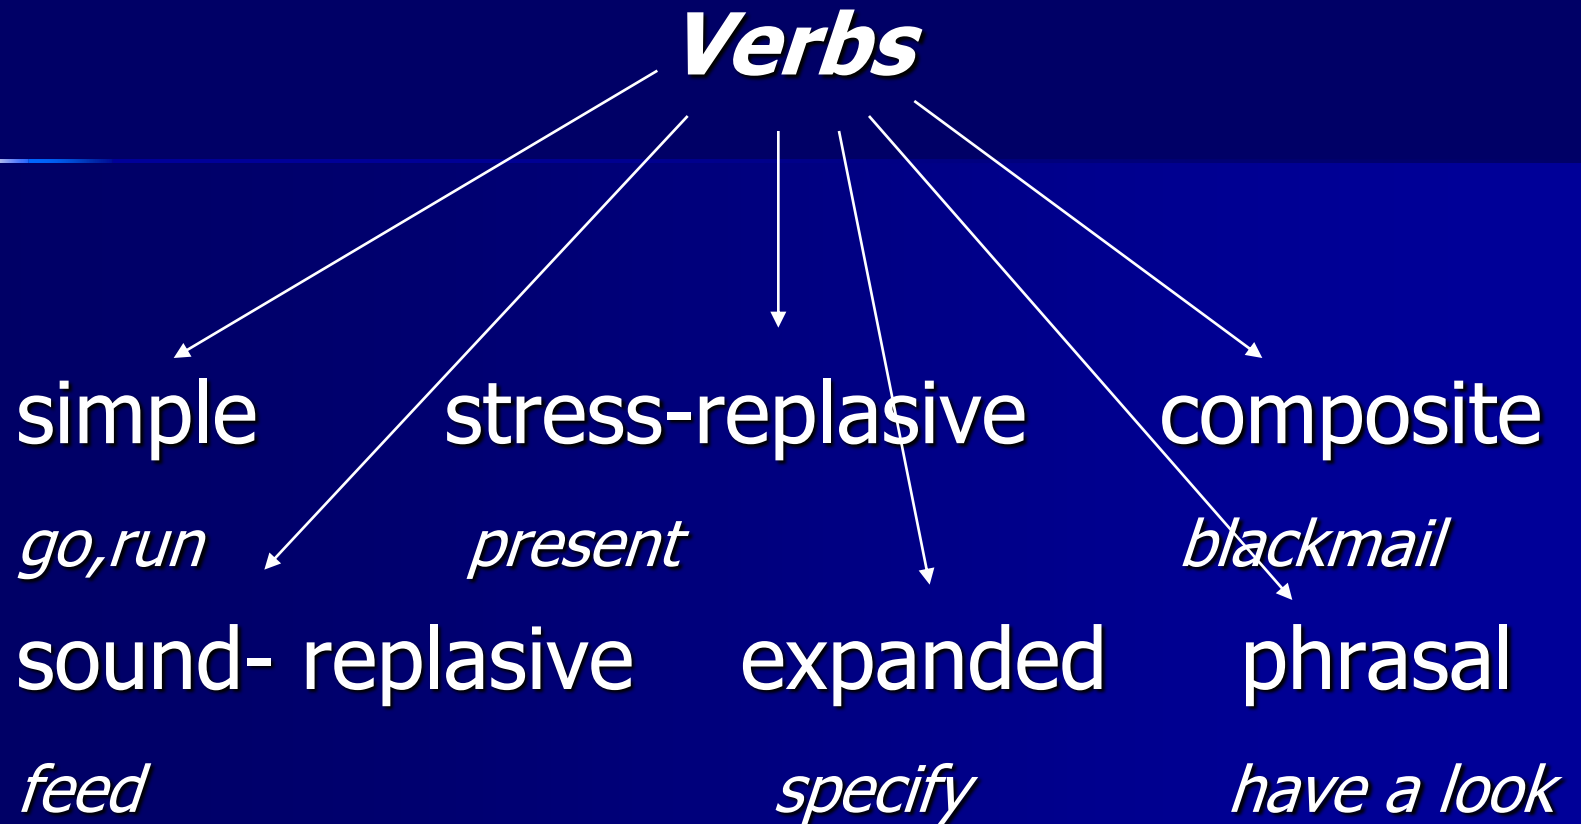 Verbs
simple stress-replasive composite
go,run present blackmail
sound- replasive expanded phrasal
feed specify have a look